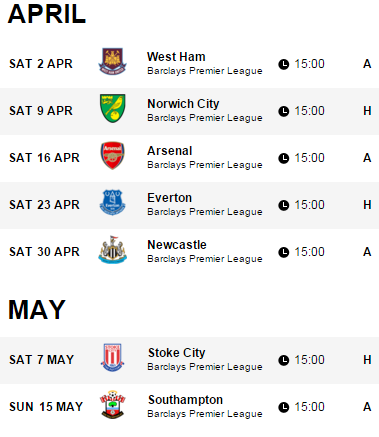 APRIL
SAT 2 APR West Ham 15:00 A
Barclays Premier League
SAT 9 APR Norwich City 15:00 H
Barclays Premier League
SAT 16 APR Arsenal 15:00 A
Barclays Premier League
SAT 23 APR Everton 15:00 H
Barclays Premier League
SAT 30 APR Newcastle 15:00 A
Barclays Premier League
MAY
SAT 7 MAY Stoke City 15:00 H
Barclays Premier League
SUN 15 MAY Southampton 15:00 A
Barclays Premier League